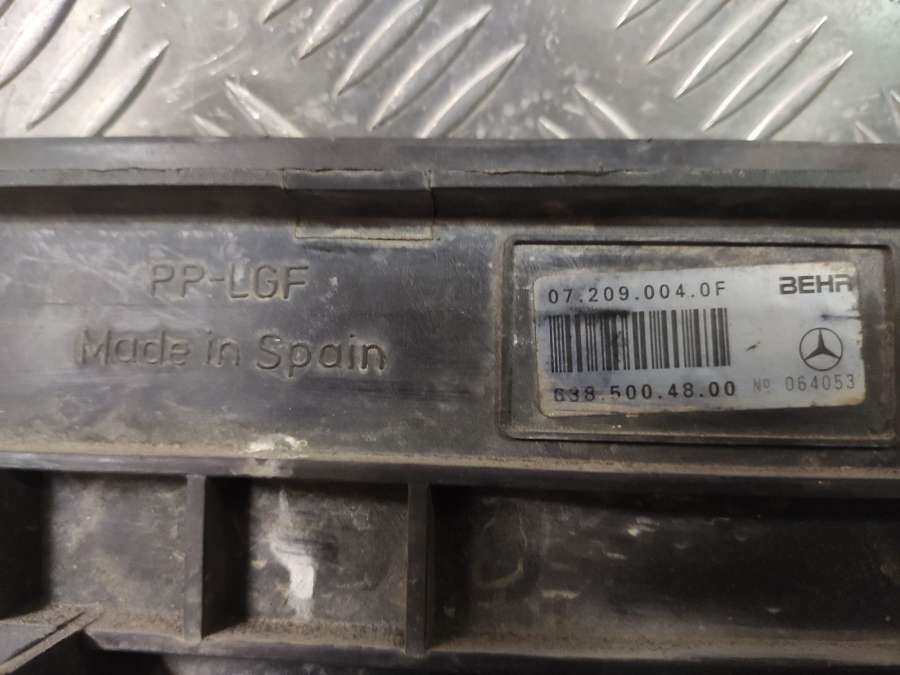 PP-LGF
Made in Spain
07.209.004.0F BEHR
638.500.48.00 Nº 064053